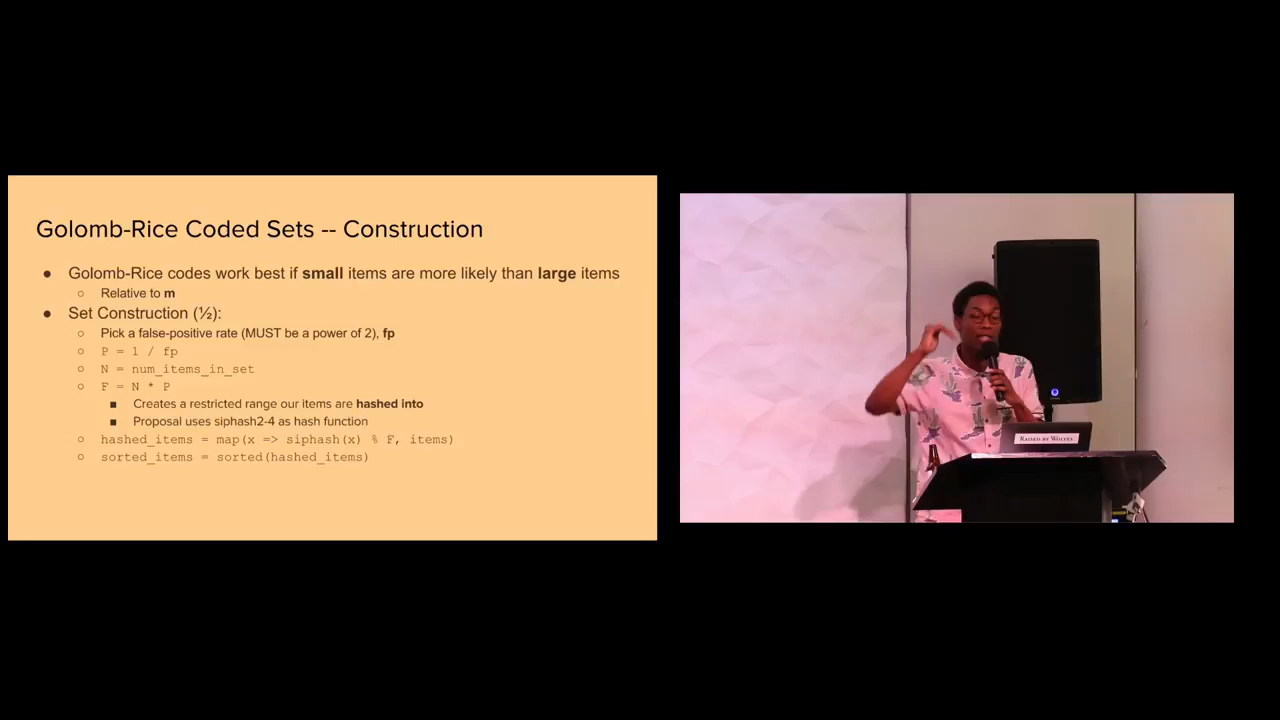 Golomb-Rice Coded Sets -- Construction
● Golomb-Rice codes work best if small items are more likely than large items
○ Relative to m
● Set Construction (½):
○ Pick a false-positive rate (MUST be a power of 2), fp
○ P = 1 / fp
○ N = num_items_in_set
○ F = N * P
■ Creates a restricted range our items are hashed into
■ Proposal uses siphash2-4 as hash function
○ hashed_items = map(x => siphash(x) % F, items)
○ sorted_items = sorted(hashed_items)
RAISED BY WOLVES